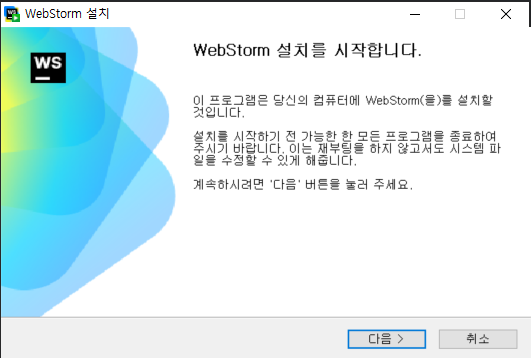 WebStorm 설치
WS
WebStorm 설치를 시작합니다.
이 프로그램은 당신의 컴퓨터에 WebStorm(을)를 설치할
것입니다.
설치를 시작하기 전 가능한 한 모든 프로그램을 종료하여
주시기 바랍니다. 이는 재부팅을 하지 않고서도 시스템 파
일을 수정할 수 있게 해줍니다.
계속하시려면 '다음' 버튼을 눌러 주세요.
다음 >
취소